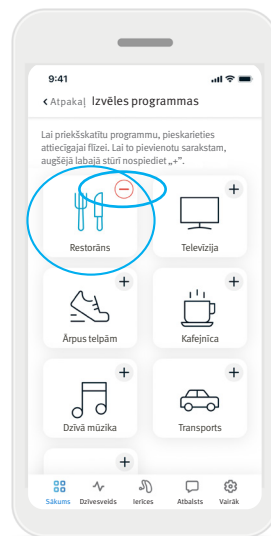 9:41
Atpakaļ Izvēles programmas
Lai priekšskatītu programmu, pieskarieties
attiecīgajai flīzei. Lai to pievienotu sarakstam,
augšējā labajā stūrī nospiediet „+”.
Restorāns
Televīzija
Ārpus telpām
Kafejnīca
Dzīvā mūzika
Transports
Sākums Dzīvesveids Ierīces Atbalsts Vairāk